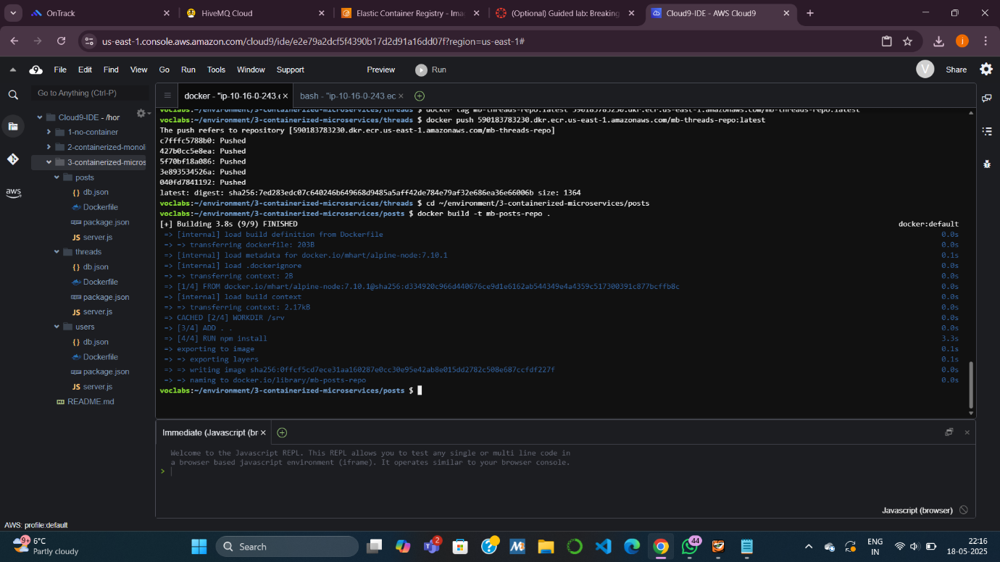 OnTrack
HiveMQ Cloud
Elastic Container Registry - Ima
(Optional) Guided lab: Breaking
Cloud9-IDE - AWS Cloud9
us-east-1.console.aws.amazon.com/cloud9/ide/e2e79a2dcf5f4390b17d2d91a16dd07f?region=us-east-1#
j
9 File Edit Find View Go Run Tools Window Support Preview Run V Share
Go to Anything (Ctrl-P)
docker - "ip-10-16-0-243.e
bash - "ip-10-16-0-243.ec
Cloud9-IDE - /hor
1-no-container
2-containerized-monoli
3-containerized-micros
posts
db.json
Dockerfile
package.json
JS server.js
threads
db.json
Dockerfile
package.json
JS server.js
users
db.json
Dockerfile
package.json
JS server.js
README.md
aws
voclabs:~/environment/3-containerized-microservices/threads $ docker tag mb-threads-repo:latest 590183783230.dkr.ecr.us-east-1.amazonaws.com/mb-threads-repo:latest
voclabs:~/environment/3-containerized-microservices/threads $ docker push 590183783230.dkr.ecr.us-east-1.amazonaws.com/mb-threads-repo:latest
The push refers to repository [590183783230.dkr.ecr.us-east-1.amazonaws.com/mb-threads-repo]
c7fffc5788b0: Pushed
427b0cc5e8ea: Pushed
5f70bf18a086: Pushed
3e893534526a: Pushed
040fd7841192: Pushed
latest: digest: sha256:7ed283edc07c640246b649668d9485a5aff42de784e79af32e686ea36e66006b size: 1364
voclabs:~/environment/3-containerized-microservices/threads $ cd ~/environment/3-containerized-microservices/posts
voclabs:~/environment/3-containerized-microservices/posts $ docker build -t mb-posts-repo .
[+] Building 3.8s (9/9) FINISHED docker:default
=> [internal] load build definition from Dockerfile 0.0s
=> => transferring dockerfile: 203B 0.0s
=> [internal] load metadata for docker.io/mhart/alpine-node:7.10.1 0.1s
=> [internal] load .dockerignore 0.0s
=> => transferring context: 2B 0.0s
=> [1/4] FROM docker.io/mhart/alpine-node:7.10.1@sha256:d334920c966d440676ce9d1e6162ab544349e4a4359c517300391c877bcffb8c 0.0s
=> [internal] load build context 0.0s
=> => transferring context: 2.17kB 0.0s
=> CACHED [2/4] WORKDIR /srv 0.0s
=> [3/4] ADD . . 0.0s
=> [4/4] RUN npm install 3.3s
=> exporting to image 0.1s
=> => exporting layers 0.1s
=> => writing image sha256:0ffcf5cd7ece31aa160287e0cc30e95e42ab8e015dd2782c508e687ccfdf227f 0.0s
=> => naming to docker.io/library/mb-posts-repo 0.0s
voclabs:~/environment/3-containerized-microservices/posts $
Immediate (Javascript (br
Welcome to the Javascript REPL. This REPL allows you to test any single or multi line code in
a browser based javascript environment (iframe). It operates similar to your browser console.
>
Javascript (browser)
AWS: profile:default
9+
6°C
Partly cloudy
Search
2
44
ENG
IN
22:16
18-05-2025